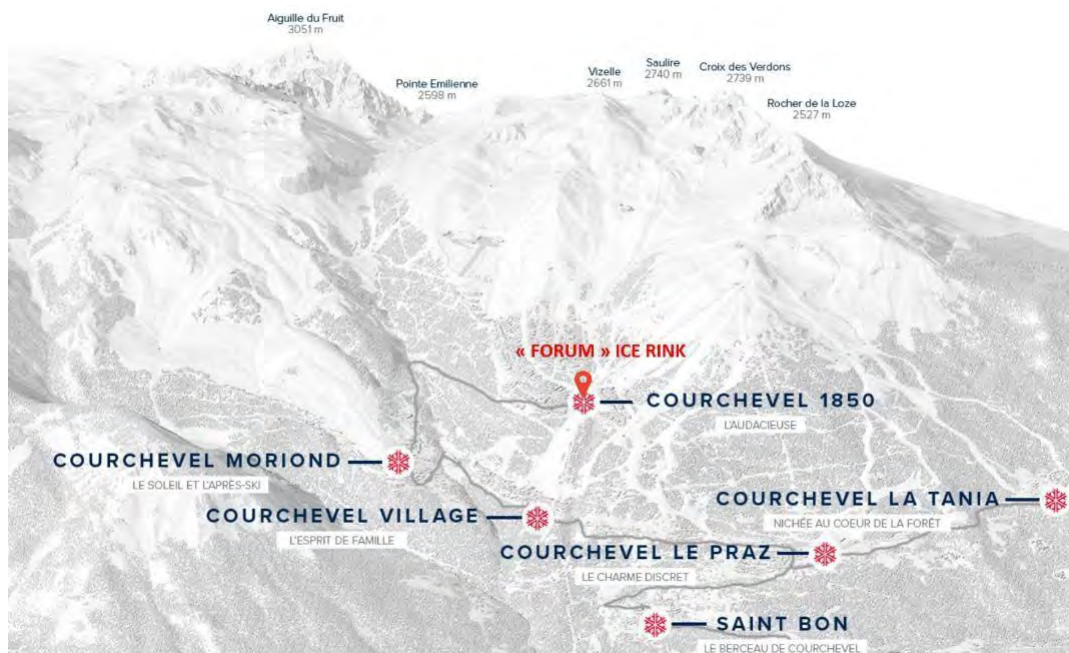 Aiguille du Fruit
3051 m
Pointe Emilienne
2598 m
Vizelle
2661 m
Saulire
2740 m
Croix des Verdons
2739 m
Rocher de la Loze
2527 m
« FORUM » ICE RINK
COURCHEVEL 1850
L'AUDACIEUSE
COURCHEVEL MORIOND
LE SOLEIL ET L'APRÈS-SKI
COURCHEVEL LA TANIA
NICHÉE AU COEUR DE LA FORÊT
COURCHEVEL VILLAGE
L'ESPRIT DE FAMILLE
COURCHEVEL LE PRAZ
LE CHARME DISCRET
SAINT BON
LE BERCEAU DE COURCHEVEL